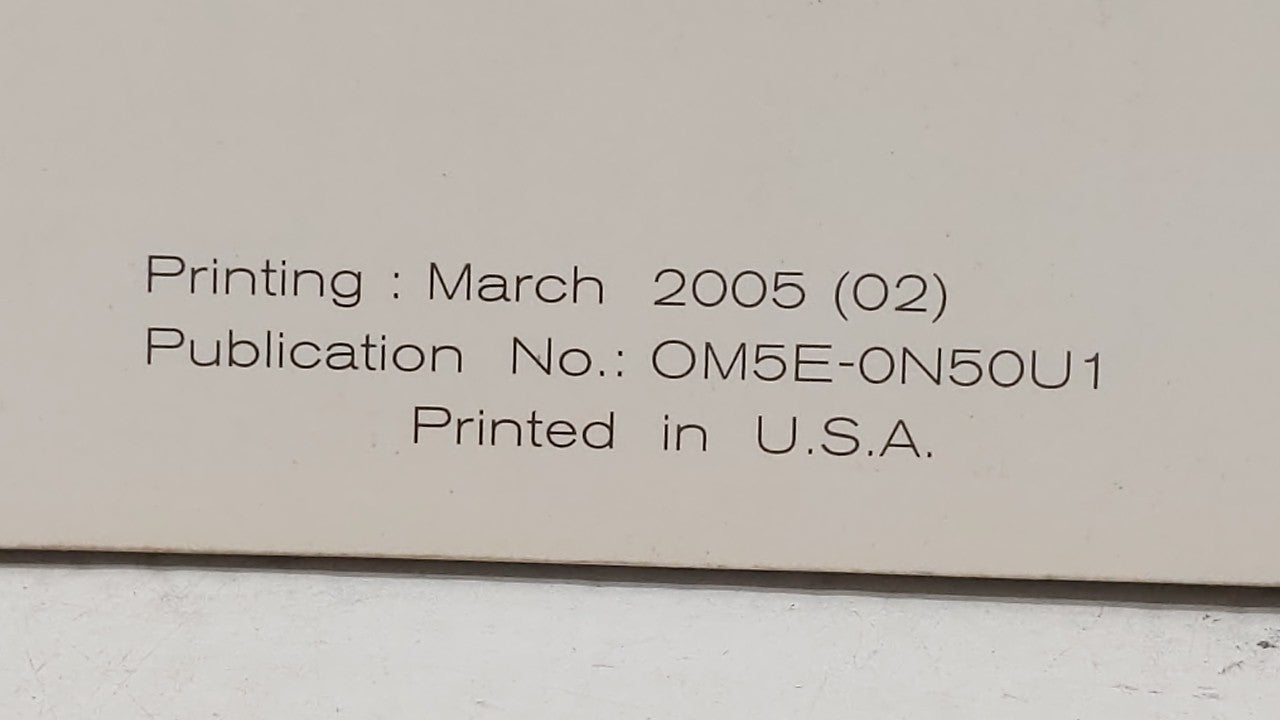 Printing : March 2005 (02)
Publication No.: OM5E-0N50U1
Printed in U.S.A.